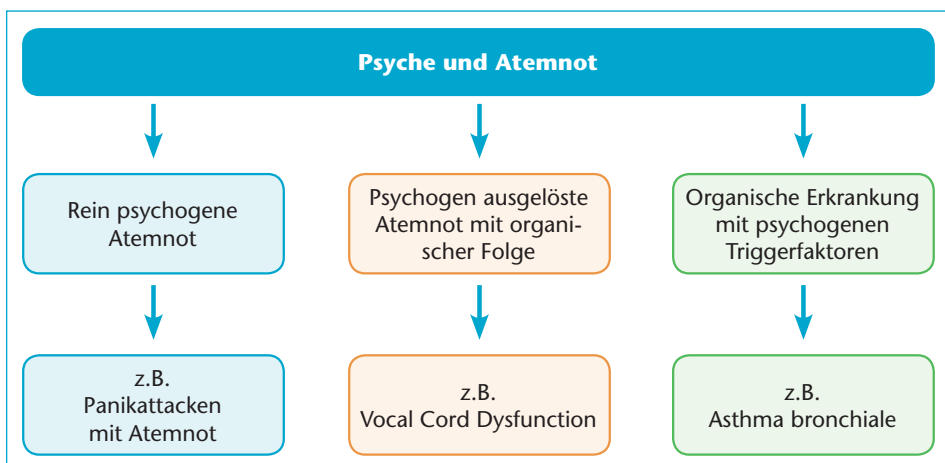 Psyche und Atemnot
Rein psychogene
Atemnot
Psychogen ausgelöste
Atemnot mit organi-
scher Folge
Organische Erkrankung
mit psychogenen
Triggerfaktoren
z.B.
Panikattacken
mit Atemnot
z.B.
Vocal Cord Dysfunction
z.B.
Asthma bronchiale